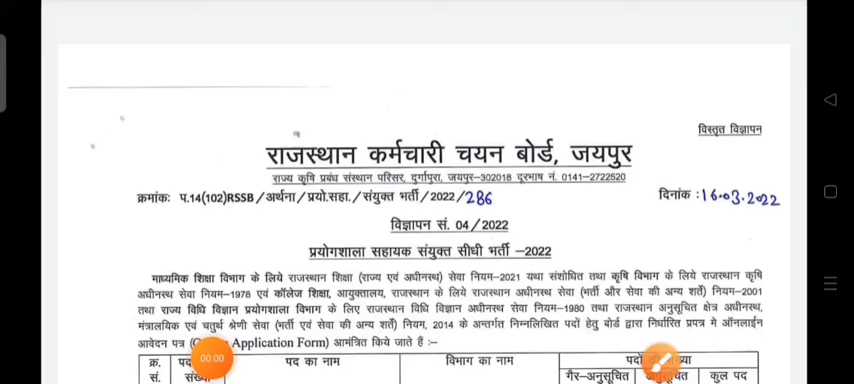 विस्तृत विज्ञापन
राजस्थान कर्मचारी चयन बोर्ड, जयपुर
राज्य कृषि प्रबंध संस्थान परिसर, दुर्गापुरा, जयपुर–302018 दूरभाष नं. 0141-2722520
क्रमांकः प.14(102)RSSB/अर्थना/प्रयो.सहा./संयुक्त भर्ती/2022/286 दिनांक :16.03.2022
विज्ञापन सं. 04/2022
प्रयोगशाला सहायक संयुक्त सीधी भर्ती –2022
माध्यमिक शिक्षा विभाग के लिये राजस्थान शिक्षा (राज्य एवं अधीनस्थ) सेवा नियम–2021 यथा संशोधित तथा कृषि विभाग के लिये राजस्थान कृषि
अधीनस्थ सेवा नियम–1978 एवं कॉलेज शिक्षा, आयुक्तालय, राजस्थान के लिये राजस्थान अधीनस्थ सेवा (भर्ती और सेवा की अन्य शर्तें) नियम–2001
तथा राज्य विधि विज्ञान प्रयोगशाला विभाग के लिए राजस्थान विधि विज्ञान अधीनस्थ सेवा नियम–1980 तथा राजस्थान अनुसूचित क्षेत्र अधीनस्थ,
मंत्रालयिक एवं चतुर्थ श्रेणी सेवा (भर्ती एवं सेवा की अन्य शर्तें) नियम, 2014 के अन्तर्गत निम्नलिखित पदों हेतु बोर्ड द्वारा निर्धारित प्रपत्र मे ऑनलाईन
आवेदन पत्र Application Form) आमंत्रित किये जाते हैं :–
क्र. पद पद का नाम विभाग का नाम
सं. संख्या गैर–अनुसूचित अनुसूचित कुल पद
00:00